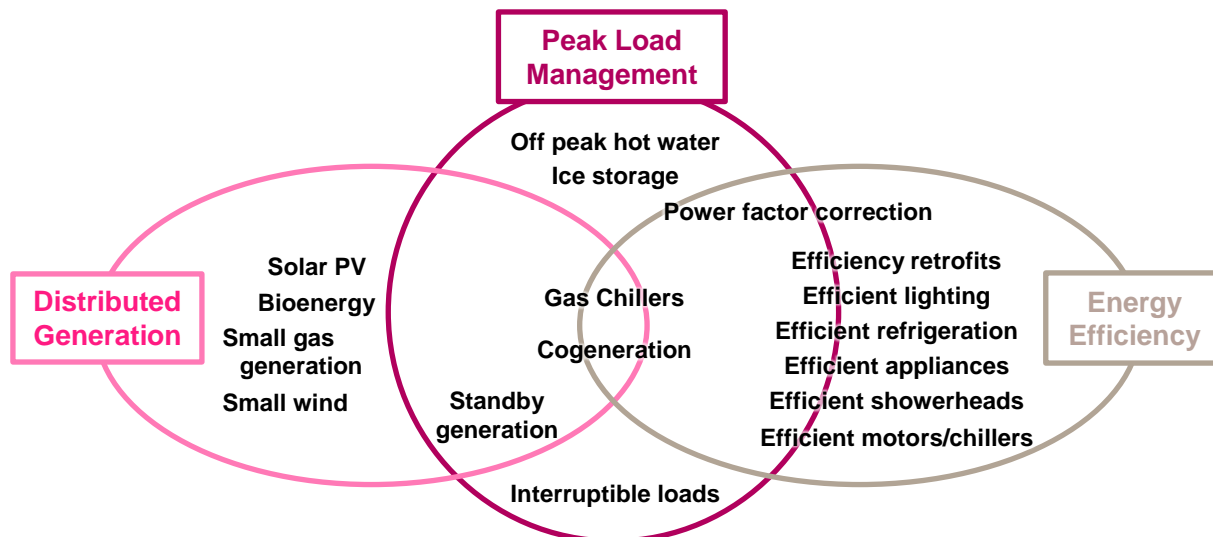 Peak Load
Management
Off peak hot water
Ice storage
Power factor correction
Solar PV
Bioenergy
Small gas
generation
Small wind
Distributed
Generation
Gas Chillers
Cogeneration
Standby
generation
Interruptible loads
Efficiency retrofits
Efficient lighting
Efficient refrigeration
Efficient appliances
Efficient showerheads
Efficient motors/chillers
Energy
Efficiency